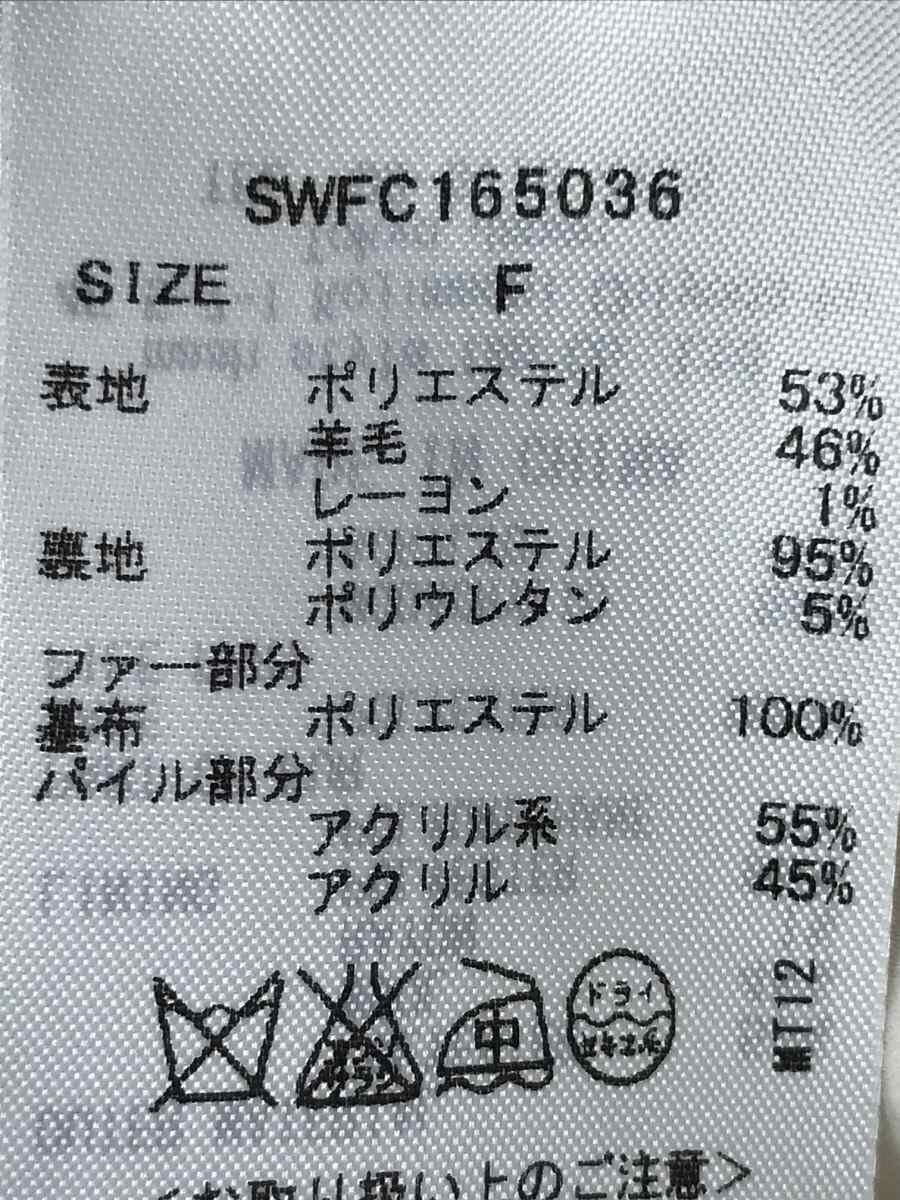 SWFC165036
SIZE F
表地 ポリエステル 53%
羊毛 46%
レーヨン 1%
裏地 ポリエステル 95%
ポリウレタン 5%
ファー部分
基布 ポリエステル 100%
パイル部分
アクリル系 55%
アクリル 45%
エンソ
サラシ
中
ドライ
セキユ系
MT12
<お取り扱い上のご注意>